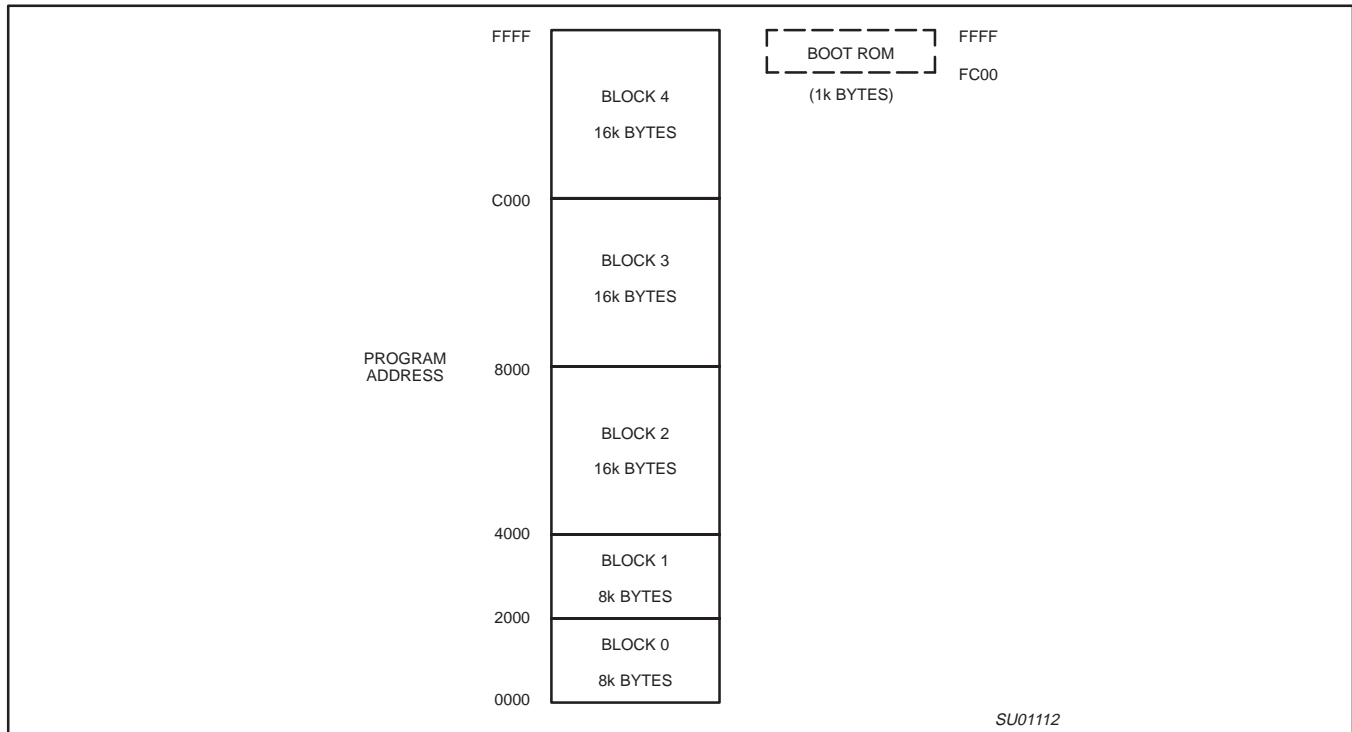 FFFF
BOOT ROM
FFFF
FC00
(1k BYTES)
BLOCK 4
16k BYTES
C000
BLOCK 3
16k BYTES
PROGRAM
ADDRESS
8000
BLOCK 2
16k BYTES
4000
BLOCK 1
8k BYTES
2000
BLOCK 0
8k BYTES
0000
SU01112